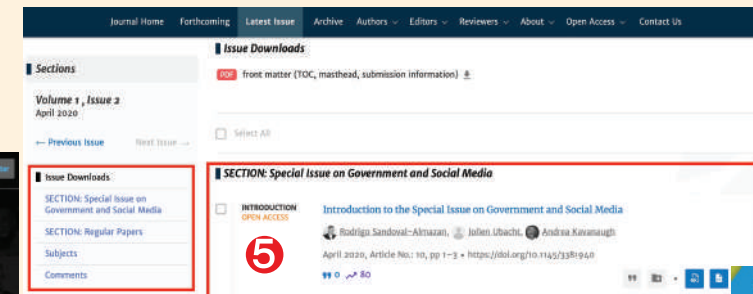 Journal Home Forthcoming Latest Issue Archive Authors Editors Reviewers About Open Access Contact Us
Sections
Volume 1, Issue 2
April 2020
← Previous Issue Next Issue →
Issue Downloads
SECTION: Special Issue on
Government and Social Media
SECTION: Regular Papers
Subjects
Comments
Issue Downloads
PDF front matter (TOC, masthead, submission information)
Select All
SECTION: Special Issue on Government and Social Media
INTRODUCTION
OPEN ACCESS
Introduction to the Special Issue on Government and Social Media
Rodrigo Sandoval-Almazan, Jolien Ubacht, Andrea Kavanaugh
April 2020, Article No.: 10, pp 1–3 • https://doi.org/10.1145/3381940
5
0 80